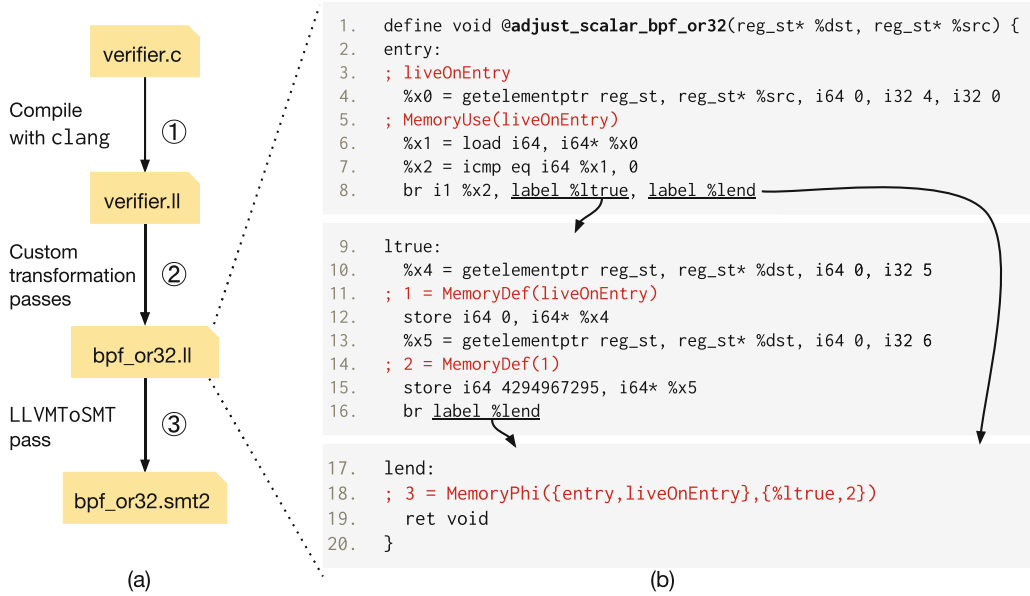 verifier.c
Compile
with clang
①
verifier.ll
Custom
transformation
passes
②
bpf_or32.ll
LLVMToSMT
pass
③
bpf_or32.smt2
(a)
1. define void @adjust_scalar_bpf_or32(reg_st* %dst, reg_st* %src) {
2. entry:
3. ; liveOnEntry
4. %x0 = getelementptr reg_st, reg_st* %src, i64 0, i32 4, i32 0
5. ; MemoryUse(liveOnEntry)
6. %x1 = load i64, i64* %x0
7. %x2 = icmp eq i64 %x1, 0
8. br i1 %x2, label %ltrue, label %lend
9. ltrue:
10. %x4 = getelementptr reg_st, reg_st* %dst, i64 0, i32 5
11. ; 1 = MemoryDef(liveOnEntry)
12. store i64 0, i64* %x4
13. %x5 = getelementptr reg_st, reg_st* %dst, i64 0, i32 6
14. ; 2 = MemoryDef(1)
15. store i64 4294967295, i64* %x5
16. br label %lend
17. lend:
18. ; 3 = MemoryPhi({entry,liveOnEntry},{%ltrue,2})
19. ret void
20. }
(b)